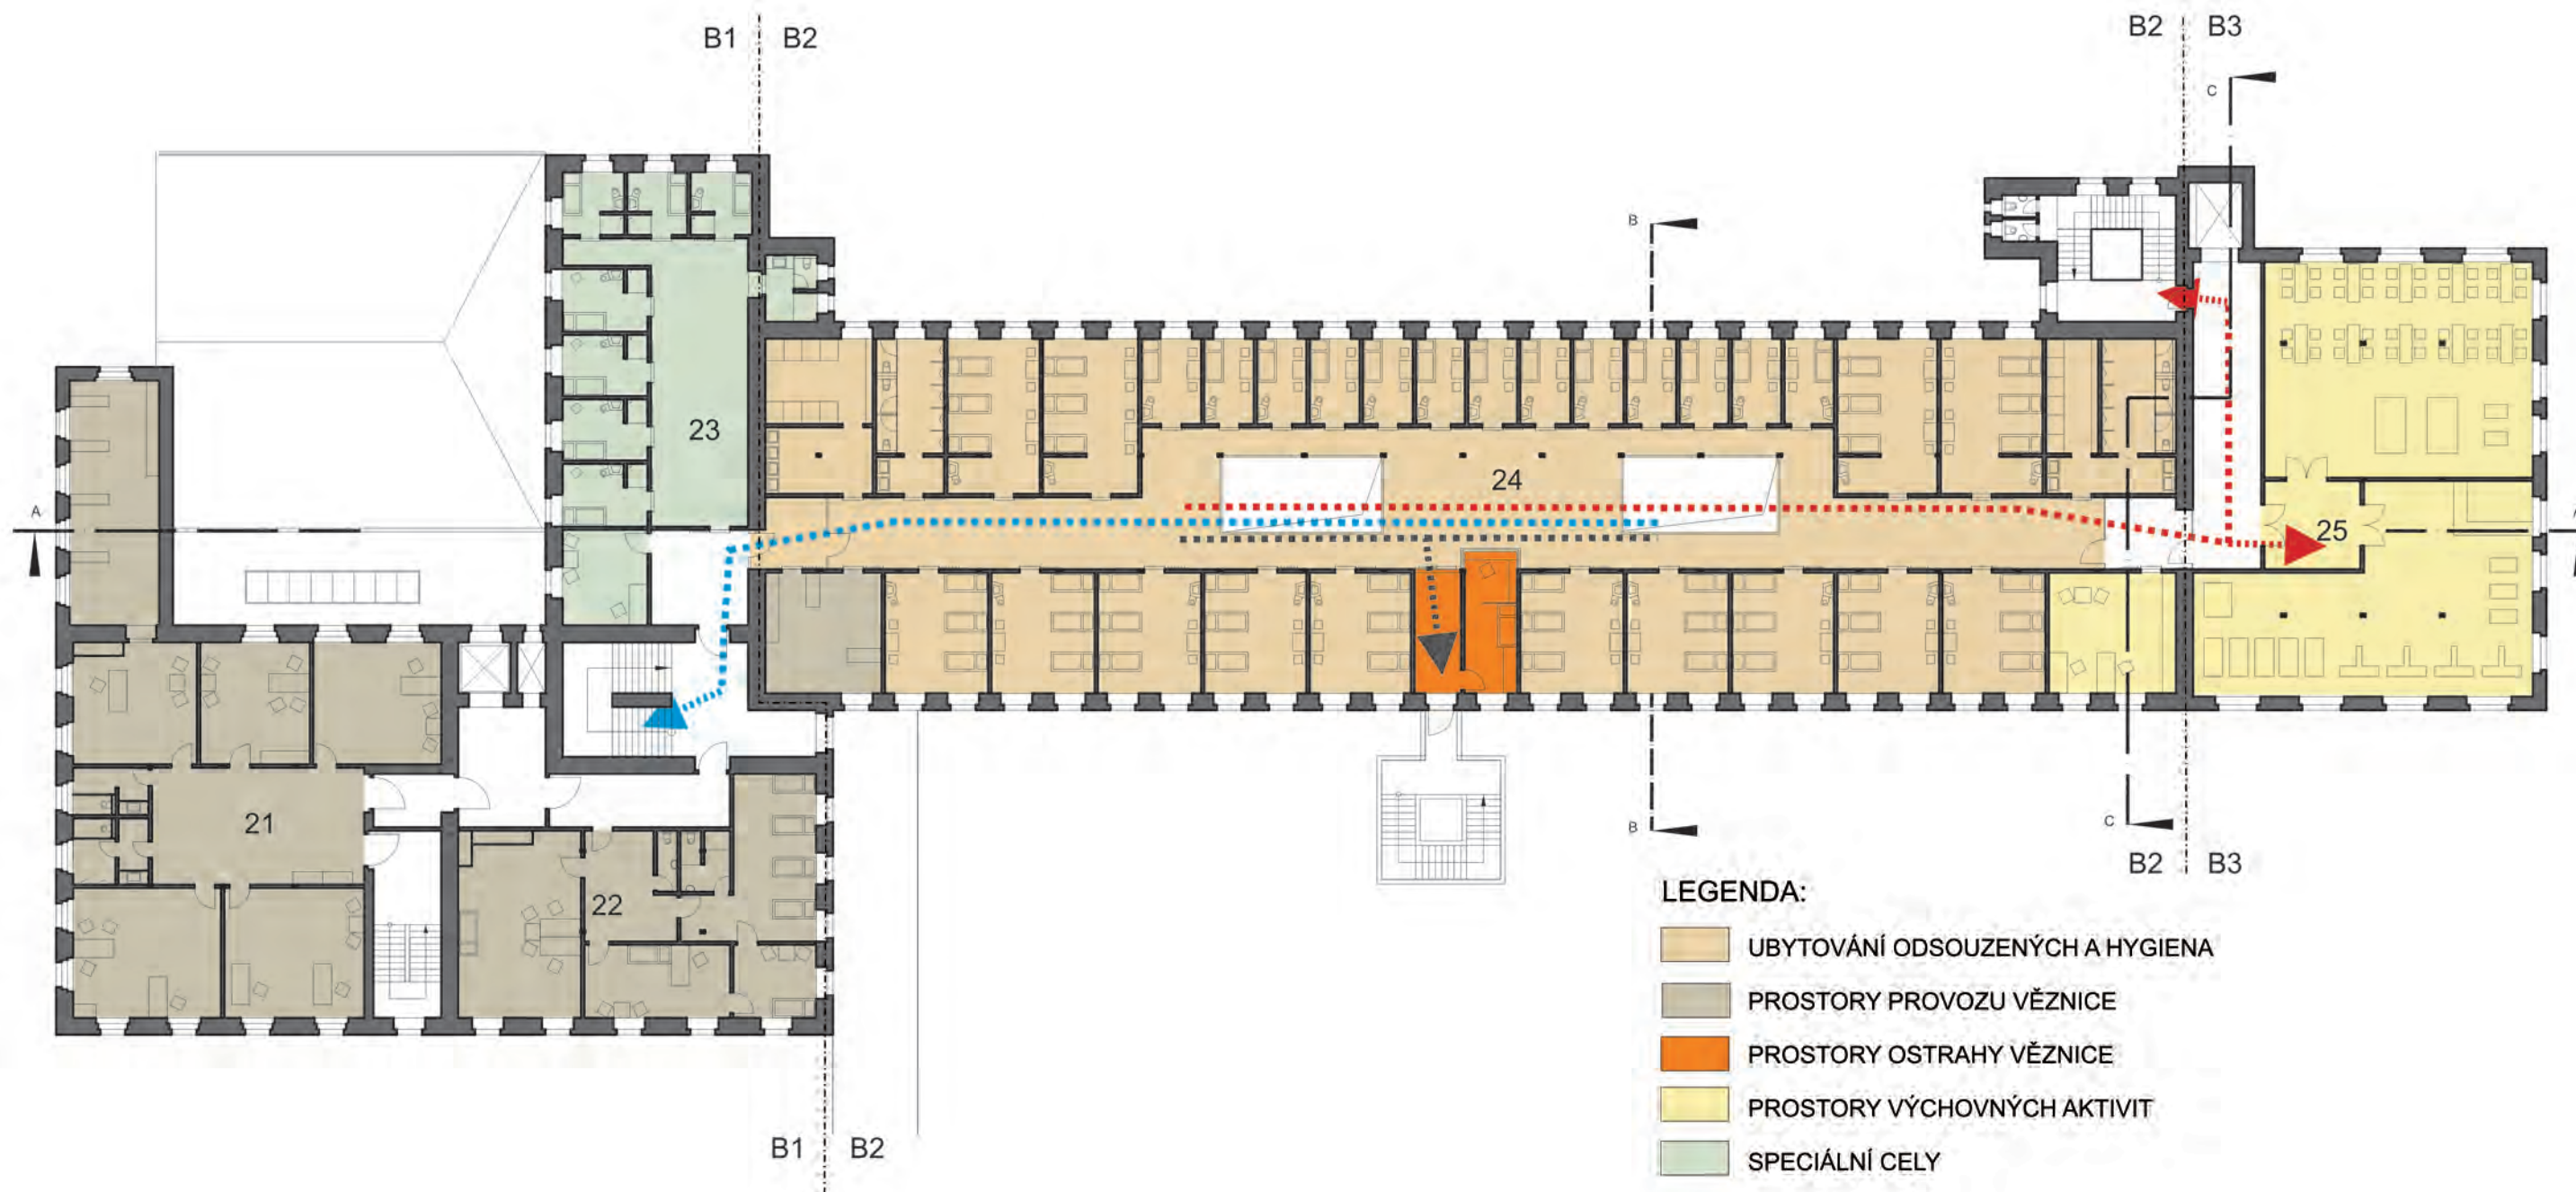 B1 B2
B2 B3
C
B
A
23
24
25
21
22
B
C
B2 B3
B1 B2
LEGENDA:
UBYTOVÁNÍ ODSOUZENÝCH A HYGIENA
PROSTORY PROVOZU VĚZNICE
PROSTORY OSTRAHY VĚZNICE
PROSTORY VÝCHOVNÝCH AKTIVIT
SPECIÁLNÍ CELY